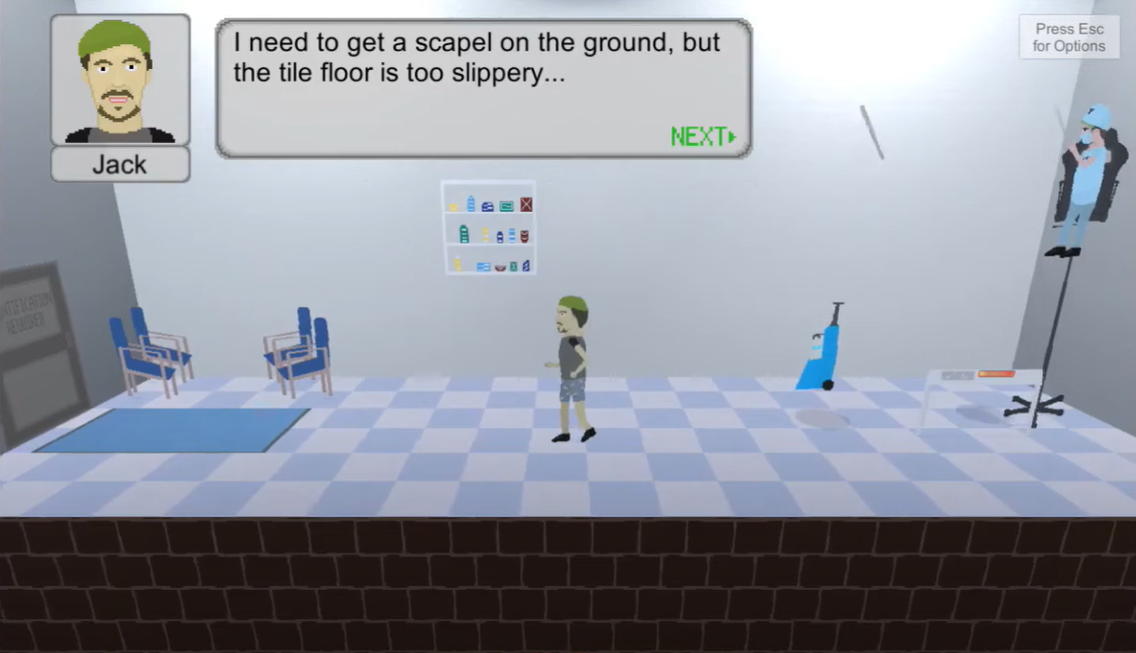 I need to get a scapel on the ground, but
the tile floor is too slippery...
NEXT
Jack
Press Esc
for Options